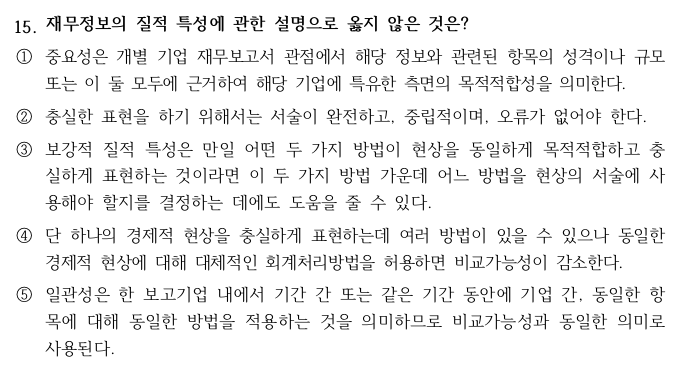 15. 재무정보의 질적 특성에 관한 설명으로 옳지 않은 것은?
① 중요성은 개별 기업 재무보고서 관점에서 해당 정보와 관련된 항목의 성격이나 규모
또는 이 둘 모두에 근거하여 해당 기업에 특유한 측면의 목적적합성을 의미한다.
② 충실한 표현을 하기 위해서는 서술이 완전하고, 중립적이며, 오류가 없어야 한다.
③ 보강적 질적 특성은 만일 어떤 두 가지 방법이 현상을 동일하게 목적적합하고 충
실하게 표현하는 것이라면 이 두 가지 방법 가운데 어느 방법을 현상의 서술에 사
용해야 할지를 결정하는 데에도 도움을 줄 수 있다.
④ 단 하나의 경제적 현상을 충실하게 표현하는데 여러 방법이 있을 수 있으나 동일한
경제적 현상에 대해 대체적인 회계처리방법을 허용하면 비교가능성이 감소한다.
⑤ 일관성은 한 보고기업 내에서 기간 간 또는 같은 기간 동안에 기업 간, 동일한 항
목에 대해 동일한 방법을 적용하는 것을 의미하므로 비교가능성과 동일한 의미로
사용된다.